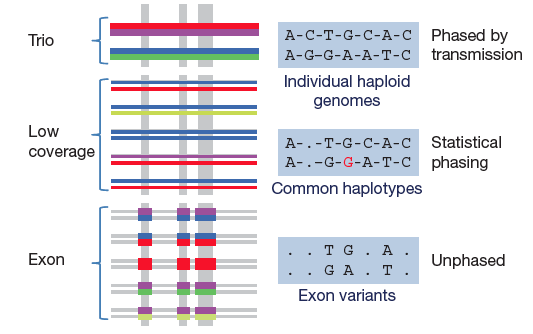 Trio
A-C-T-G-C-A-C
A-G-G-A-A-T-C
Individual haploid
genomes
Phased by
transmission
Low
coverage
A-.-T-G-C-A-C
A-.-G-G-A-T-C
Common haplotypes
Statistical
phasing
Exon
. . T G . A .
. . G A . T .
Exon variants
Unphased